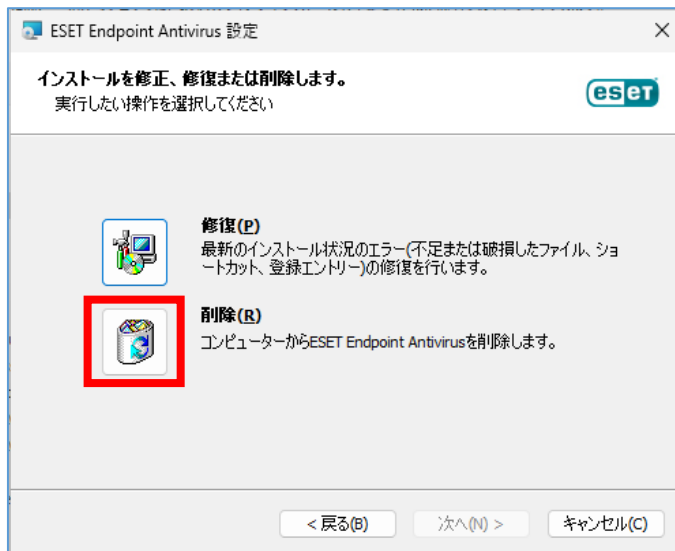 ESET Endpoint Antivirus 設定
インストールを修正、修復または削除します。
実行したい操作を選択してください
eseT
修復(P)
最新のインストール状況のエラー(不足または破損したファイル、ショ
ートカット、登録エントリー)の修復を行います。
削除(R)
コンピューターからESET Endpoint Antivirusを削除します。
< 戻る(B)
次へ(N) >
キャンセル(C)